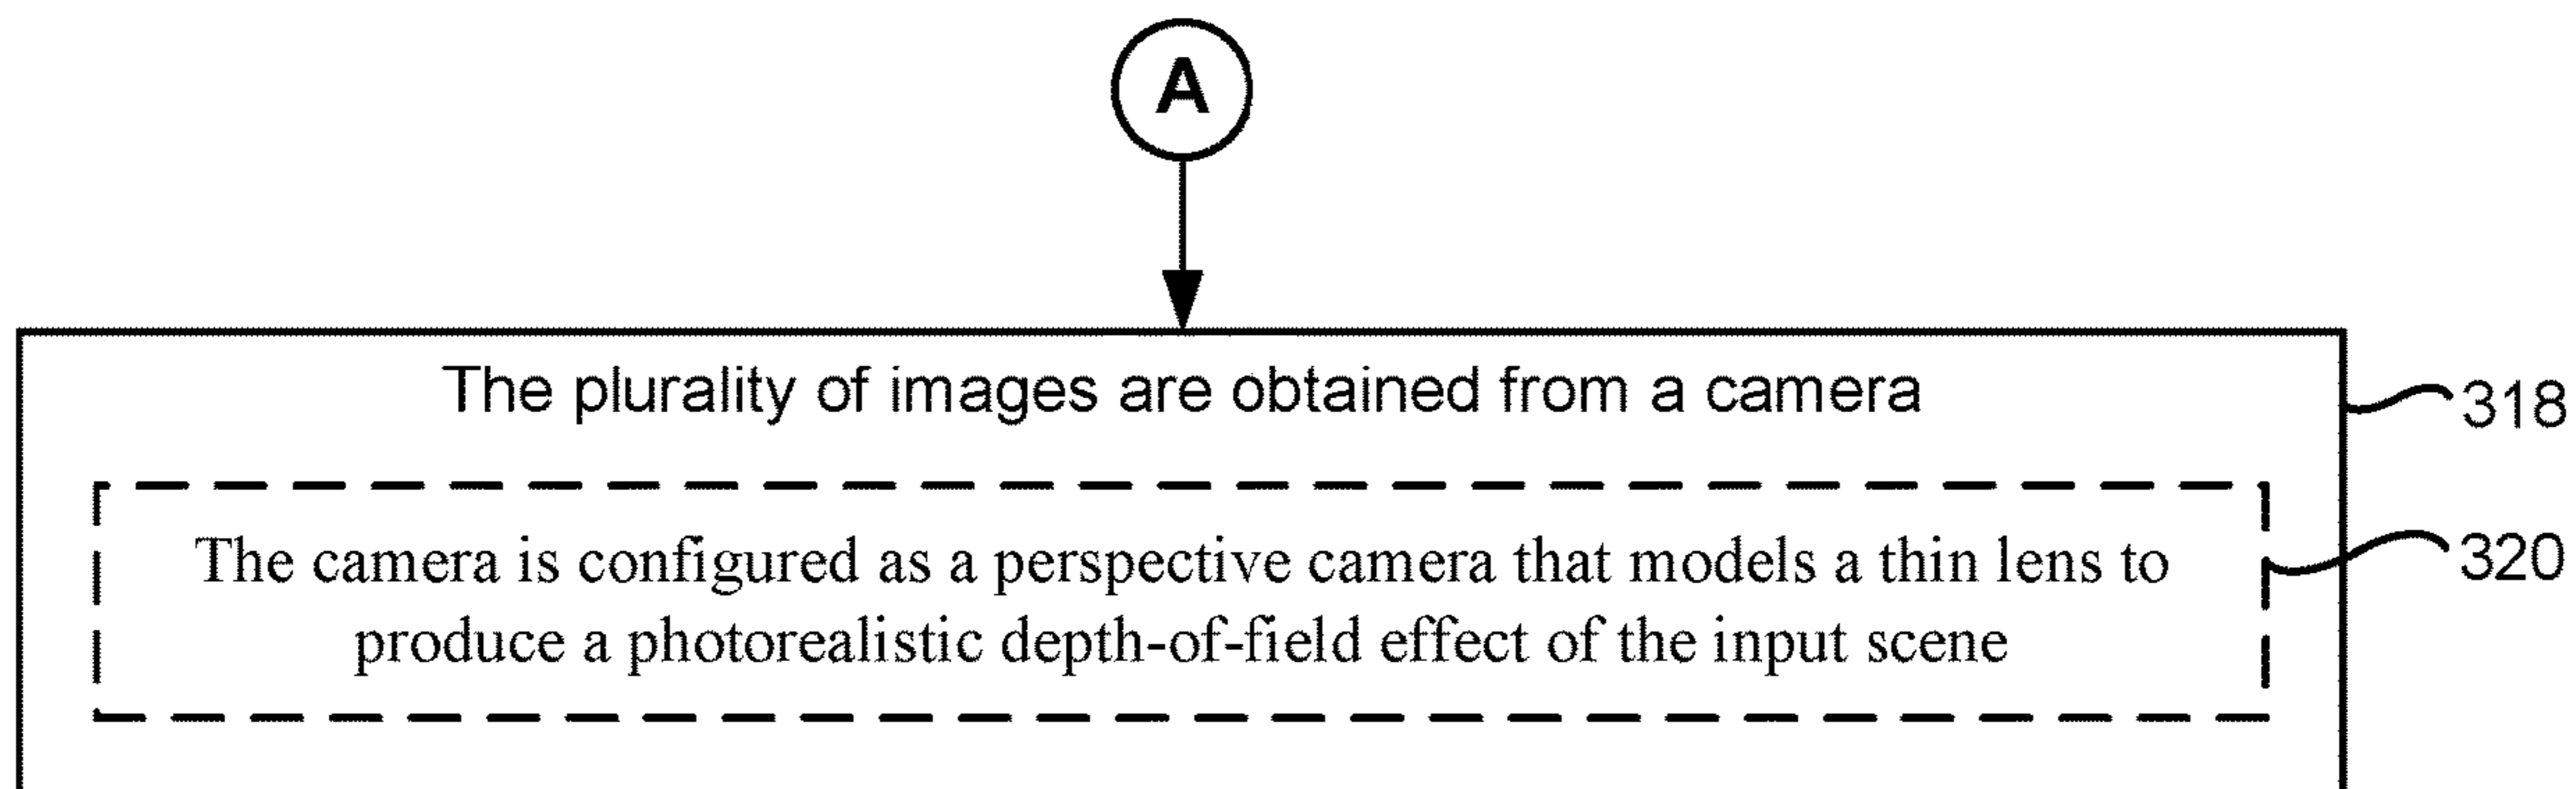 A
The plurality of images are obtained from a camera
318
The camera is configured as a perspective camera that models a thin lens to
320
produce a photorealistic depth-of-field effect of the input scene